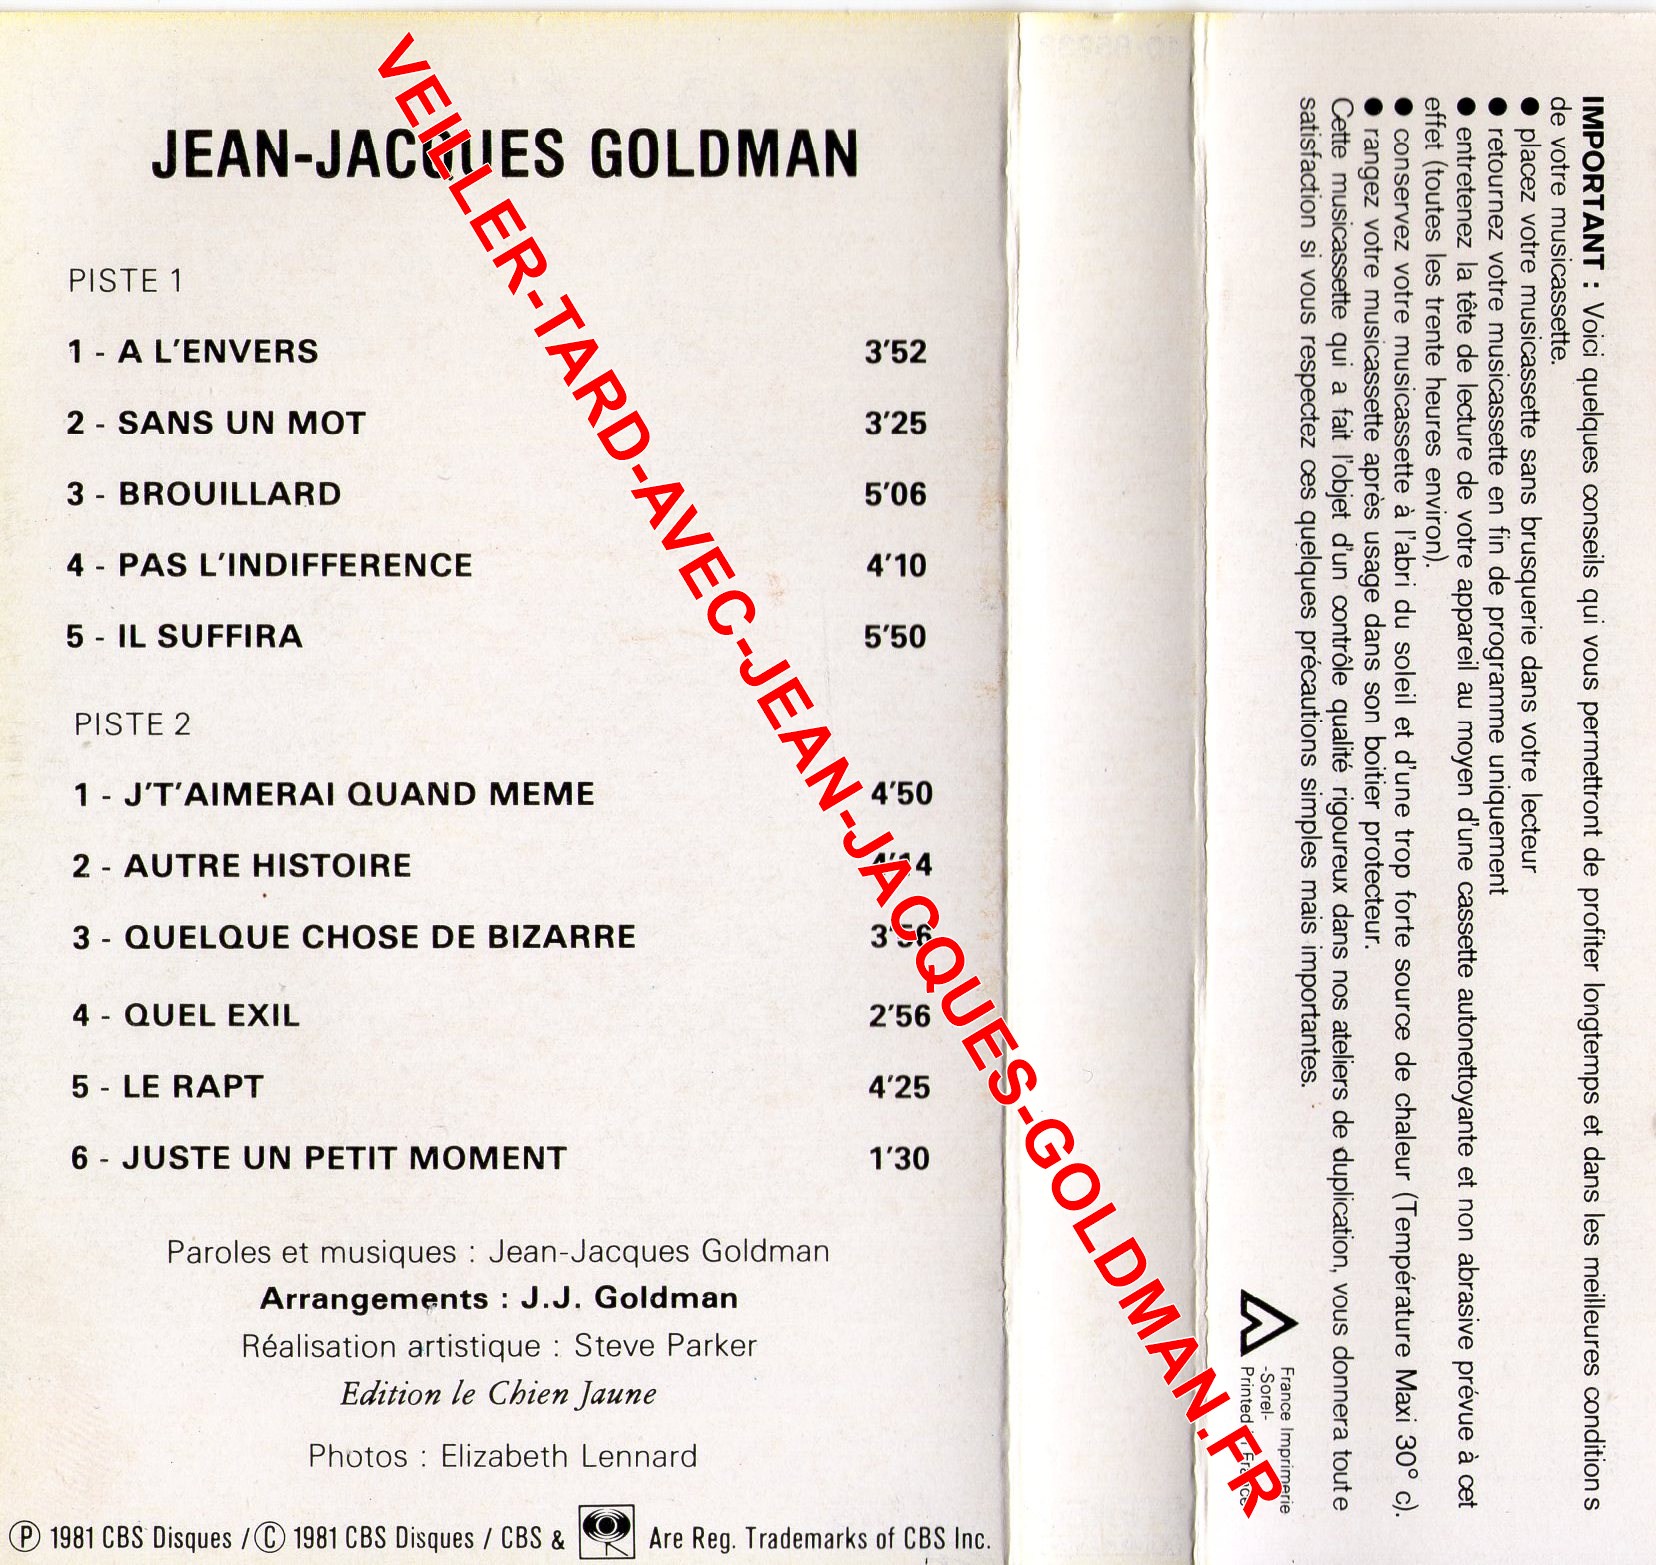 JEAN-JACQUES GOLDMAN
PISTE 1
1 - A L'ENVERS 3'52
2 - SANS UN MOT 3'25
3 - BROUILLARD 5'06
4 - PAS L'INDIFFERENCE 4'10
5 - IL SUFFIRA 5'50
PISTE 2
1 - J'T'AIMERAI QUAND MEME 4'50
2 - AUTRE HISTOIRE 4'14
3 - QUELQUE CHOSE DE BIZARRE 3'56
4 - QUEL EXIL 2'56
5 - LE RAPT 4'25
6 - JUSTE UN PETIT MOMENT 1'30
Paroles et musiques : Jean-Jacques Goldman
Arrangements : J.J. Goldman
Réalisation artistique : Steve Parker
Edition le Chien Jaune
Photos : Elizabeth Lennard
Ⓟ 1981 CBS Disques / Ⓒ 1981 CBS Disques / CBS & Are Reg. Trademarks of CBS Inc.
VEILLER-TARD-AVEC-JEAN-JACQUES-GOLDMAN.FR
IMPORTANT : Voici quelques conseils qui vous permettront de profiter longtemps et dans les meilleures conditions
de votre musicassette.
● placez votre musicassette sans brusquerie dans votre lecteur
● retournez votre musicassette en fin de programme uniquement
● entretenez la tête de lecture de votre appareil au moyen d'une cassette autonettoyante et non abrasive prévue à cet
effet (toutes les trente heures environ).
● conservez votre musicassette à l'abri du soleil et d'une trop forte source de chaleur (Température Maxi 30° c).
● rangez votre musicassette après usage dans son boitier protecteur.
Cette musicassette qui a fait l'objet d'un contrôle qualité rigoureux dans nos ateliers de duplication, vous donnera toute
satisfaction si vous respectez ces quelques précautions simples mais importantes.
France Imprimerie
-Sorel-
Printed in France